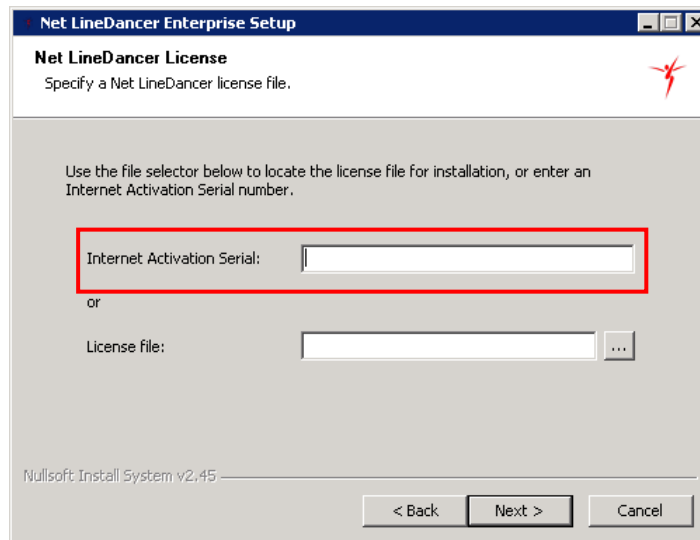 Net LineDancer Enterprise Setup
Net LineDancer License
Specify a Net LineDancer license file.
Use the file selector below to locate the license file for installation, or enter an
Internet Activation Serial number.
Internet Activation Serial:
or
License file:
...
Nullsoft Install System v2.45
< Back
Next >
Cancel